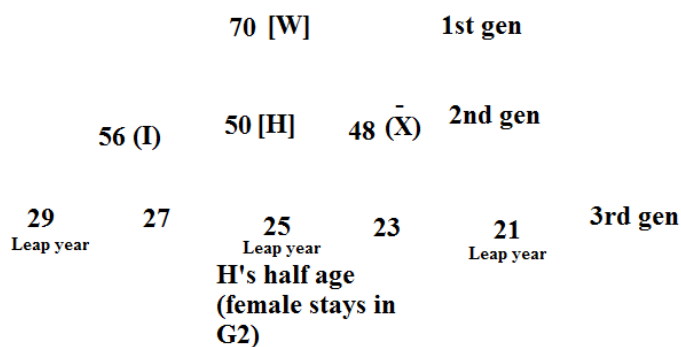 70 [W] 1st gen
56 (I) 50 [H] 48 (X̄) 2nd gen
29 27 25 23 21 3rd gen
Leap year Leap year Leap year
H's half age
(female stays in
G2)